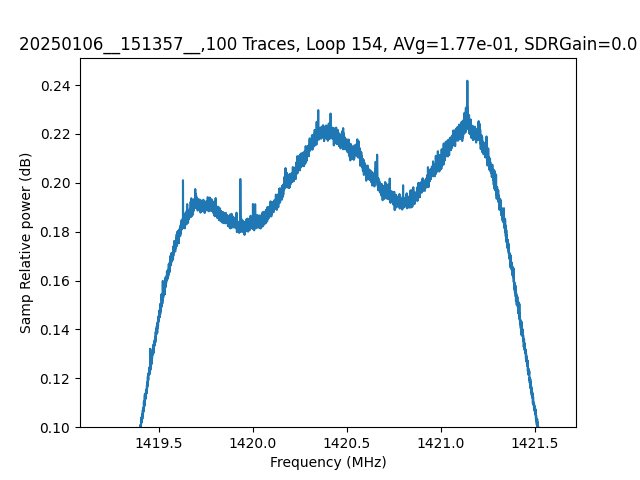 20250106__151357__,100 Traces, Loop 154, AVg=1.77e-01, SDRGain=0.0
0.24
0.22
0.20
0.18
0.16
0.14
0.12
0.10
Samp Relative power (dB)
1419.5 1420.0 1420.5 1421.0 1421.5
Frequency (MHz)